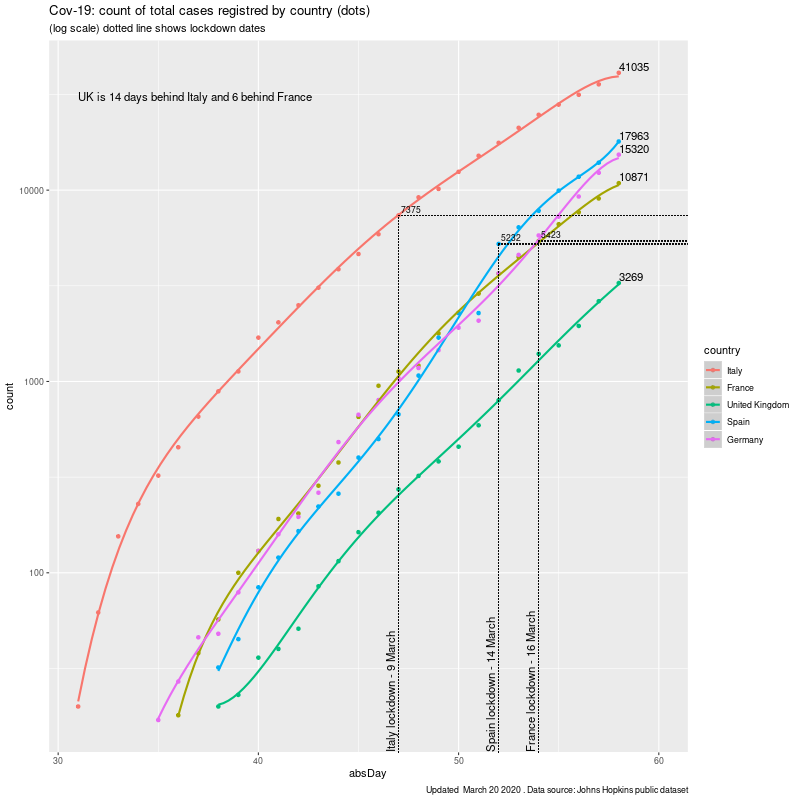 Cov-19: count of total cases registred by country (dots)
(log scale) dotted line shows lockdown dates
UK is 14 days behind Italy and 6 behind France
41035
17963
15320
10871
7375
5232
5423
3269
10000
1000
100
count
Italy lockdown - 9 March
Spain lockdown - 14 March
France lockdown - 16 March
30
40
50
60
absDay
country
Italy
France
United Kingdom
Spain
Germany
Updated March 20 2020 . Data source: Johns Hopkins public dataset